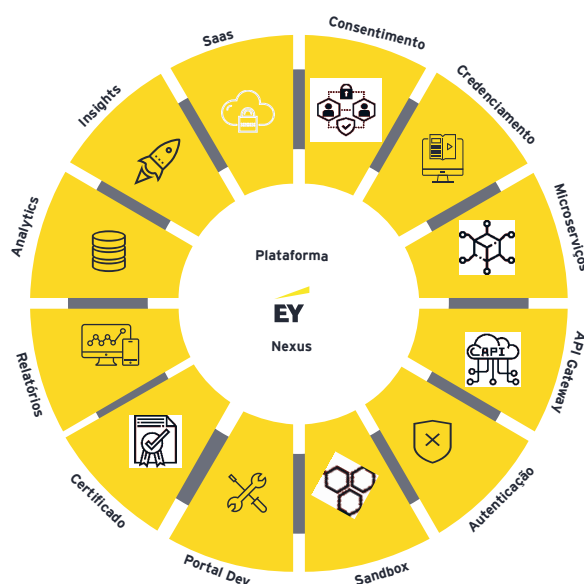 Saas
Consentimento
Credenciamento
Microserviços
API Gateway
Autenticação
Sandbox
Portal Dev
Certificado
Relatórios
Analytics
Insights
Plataforma
EY
Nexus
API